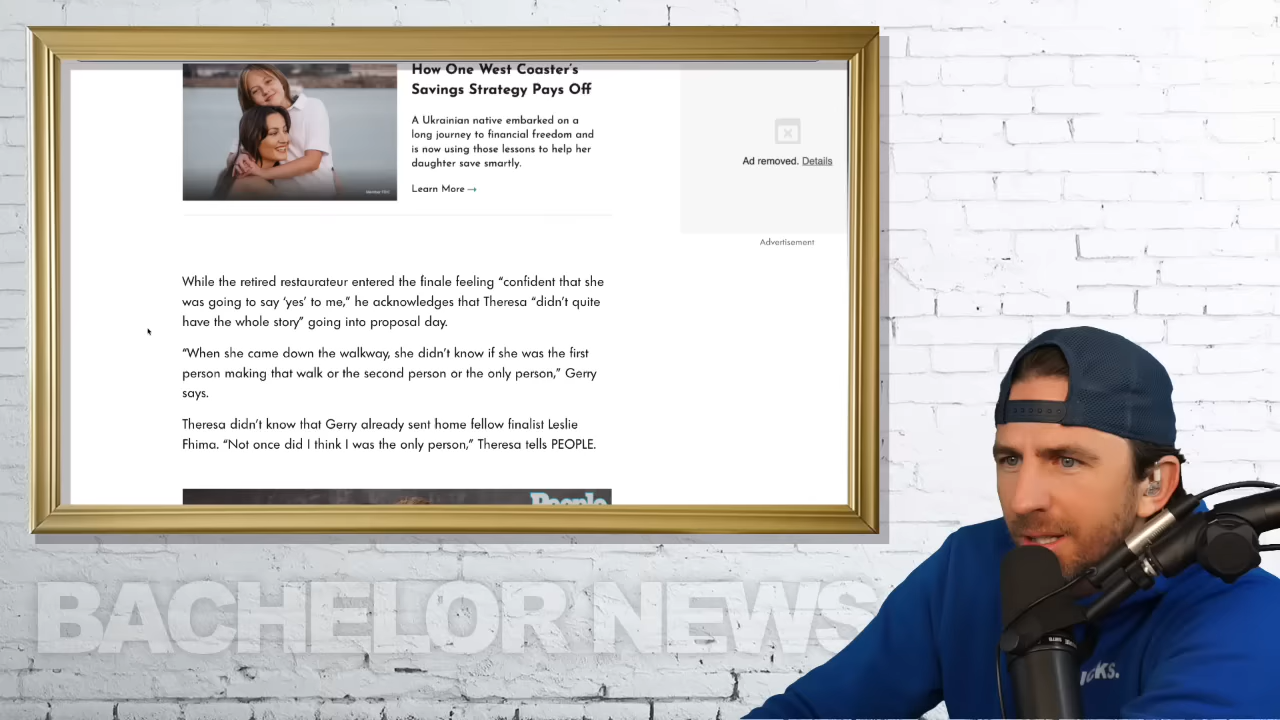 How One West Coaster's
Savings Strategy Pays Off
A Ukrainian native embarked on a
long journey to financial freedom and
is now using those lessons to help her
daughter save smartly.
Learn More →
Ad removed. Details
Advertisement
While the retired restaurateur entered the finale feeling “confident that she
was going to say ‘yes’ to me,” he acknowledges that Theresa “didn’t quite
have the whole story” going into proposal day.
“When she came down the walkway, she didn’t know if she was the first
person making that walk or the second person or the only person,” Gerry
says.
Theresa didn’t know that Gerry already sent home fellow finalist Leslie
Fhima. “Not once did I think I was the only person,” Theresa tells PEOPLE.
People
BACHELOR NEWS